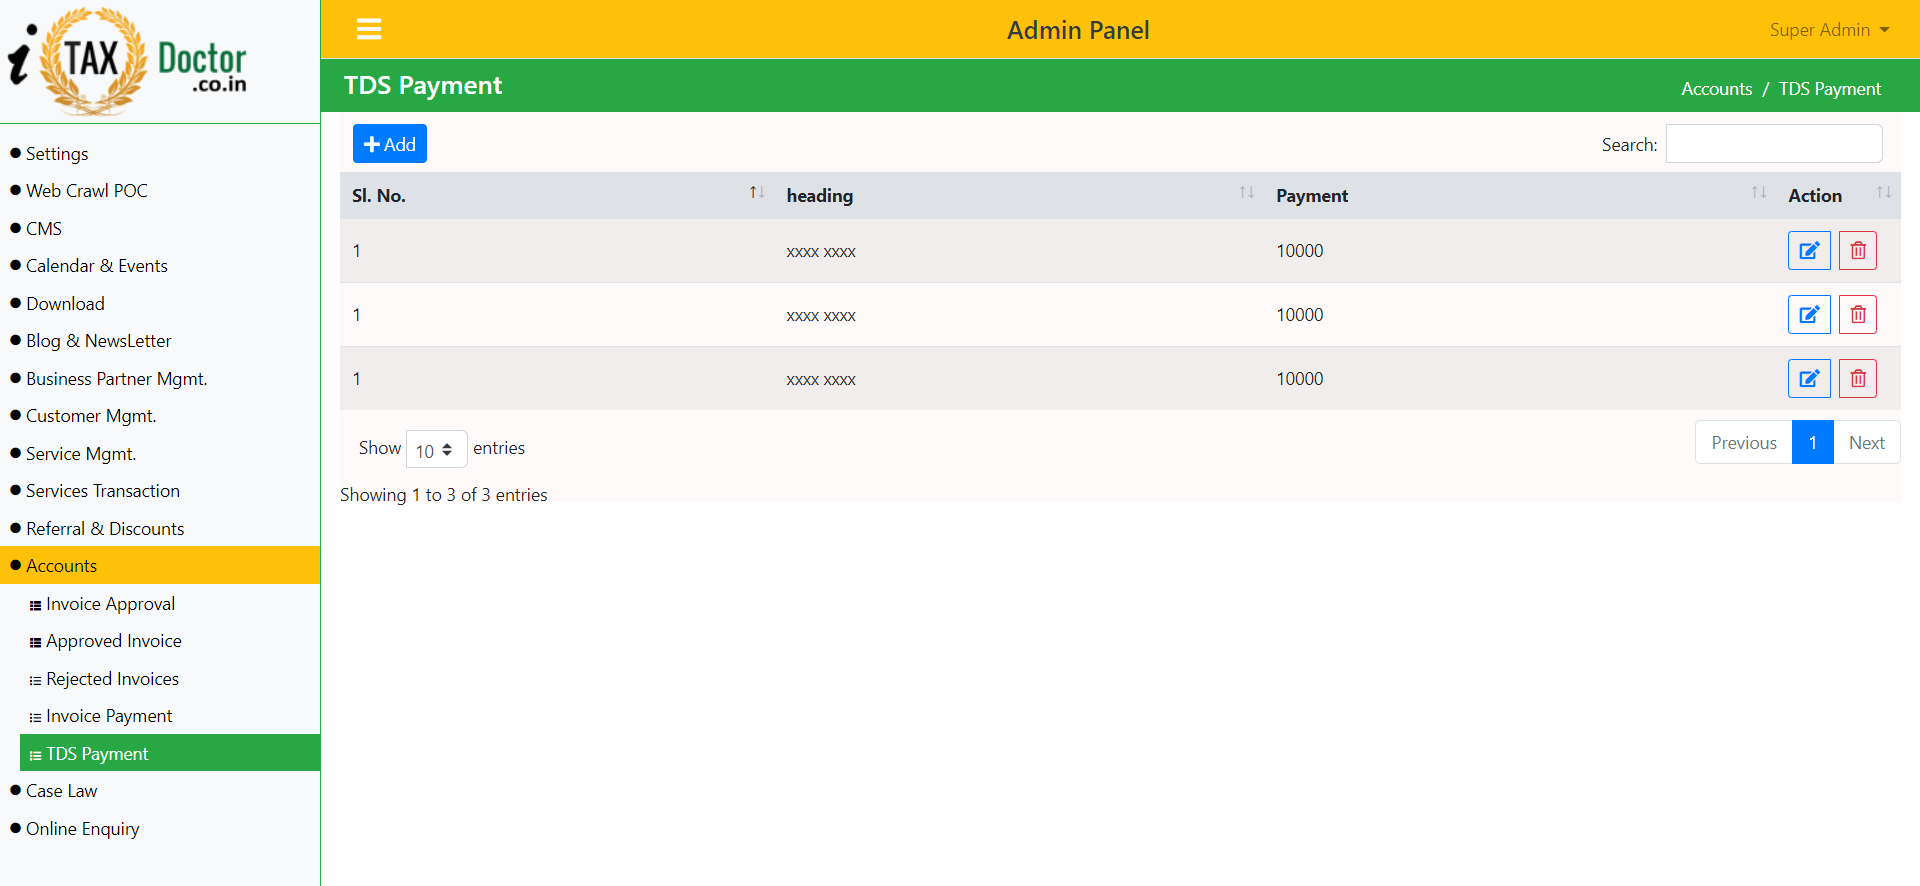 i TAX Doctor .co.in
Settings
Web Crawl POC
CMS
Calendar & Events
Download
Blog & NewsLetter
Business Partner Mgmt.
Customer Mgmt.
Service Mgmt.
Services Transaction
Referral & Discounts
Accounts
Invoice Approval
Approved Invoice
Rejected Invoices
Invoice Payment
TDS Payment
Case Law
Online Enquiry
Admin Panel
Super Admin
TDS Payment
Accounts / TDS Payment
Add
Search:
Sl. No. heading Payment Action
1 xxxx xxxx 10000
1 xxxx xxxx 10000
1 xxxx xxxx 10000
Show 10 entries
Previous 1 Next
Showing 1 to 3 of 3 entries